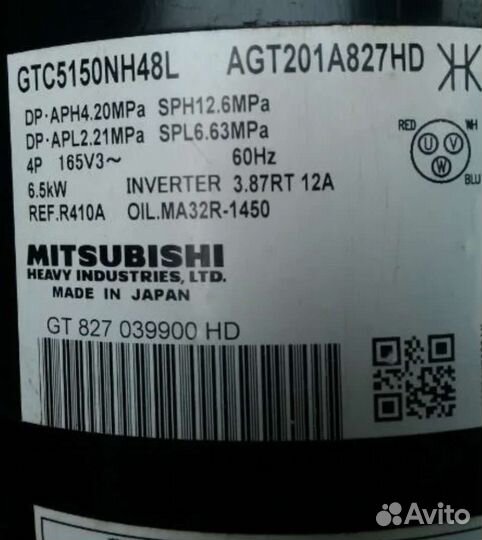 GTC5150NH48L AGT201A827HD
DP·APH4.20MPa SPH12.6MPa
DP·APL2.21MPa SPL6.63MPa
4P 165V3~ 60Hz
6.5kW INVERTER 3.87RT 12A
REF.R410A OIL.MA32R-1450
RED WH
U V
W
BLU
MITSUBISHI
HEAVY INDUSTRIES, LTD.
MADE IN JAPAN
GT 827 039900 HD
Avito